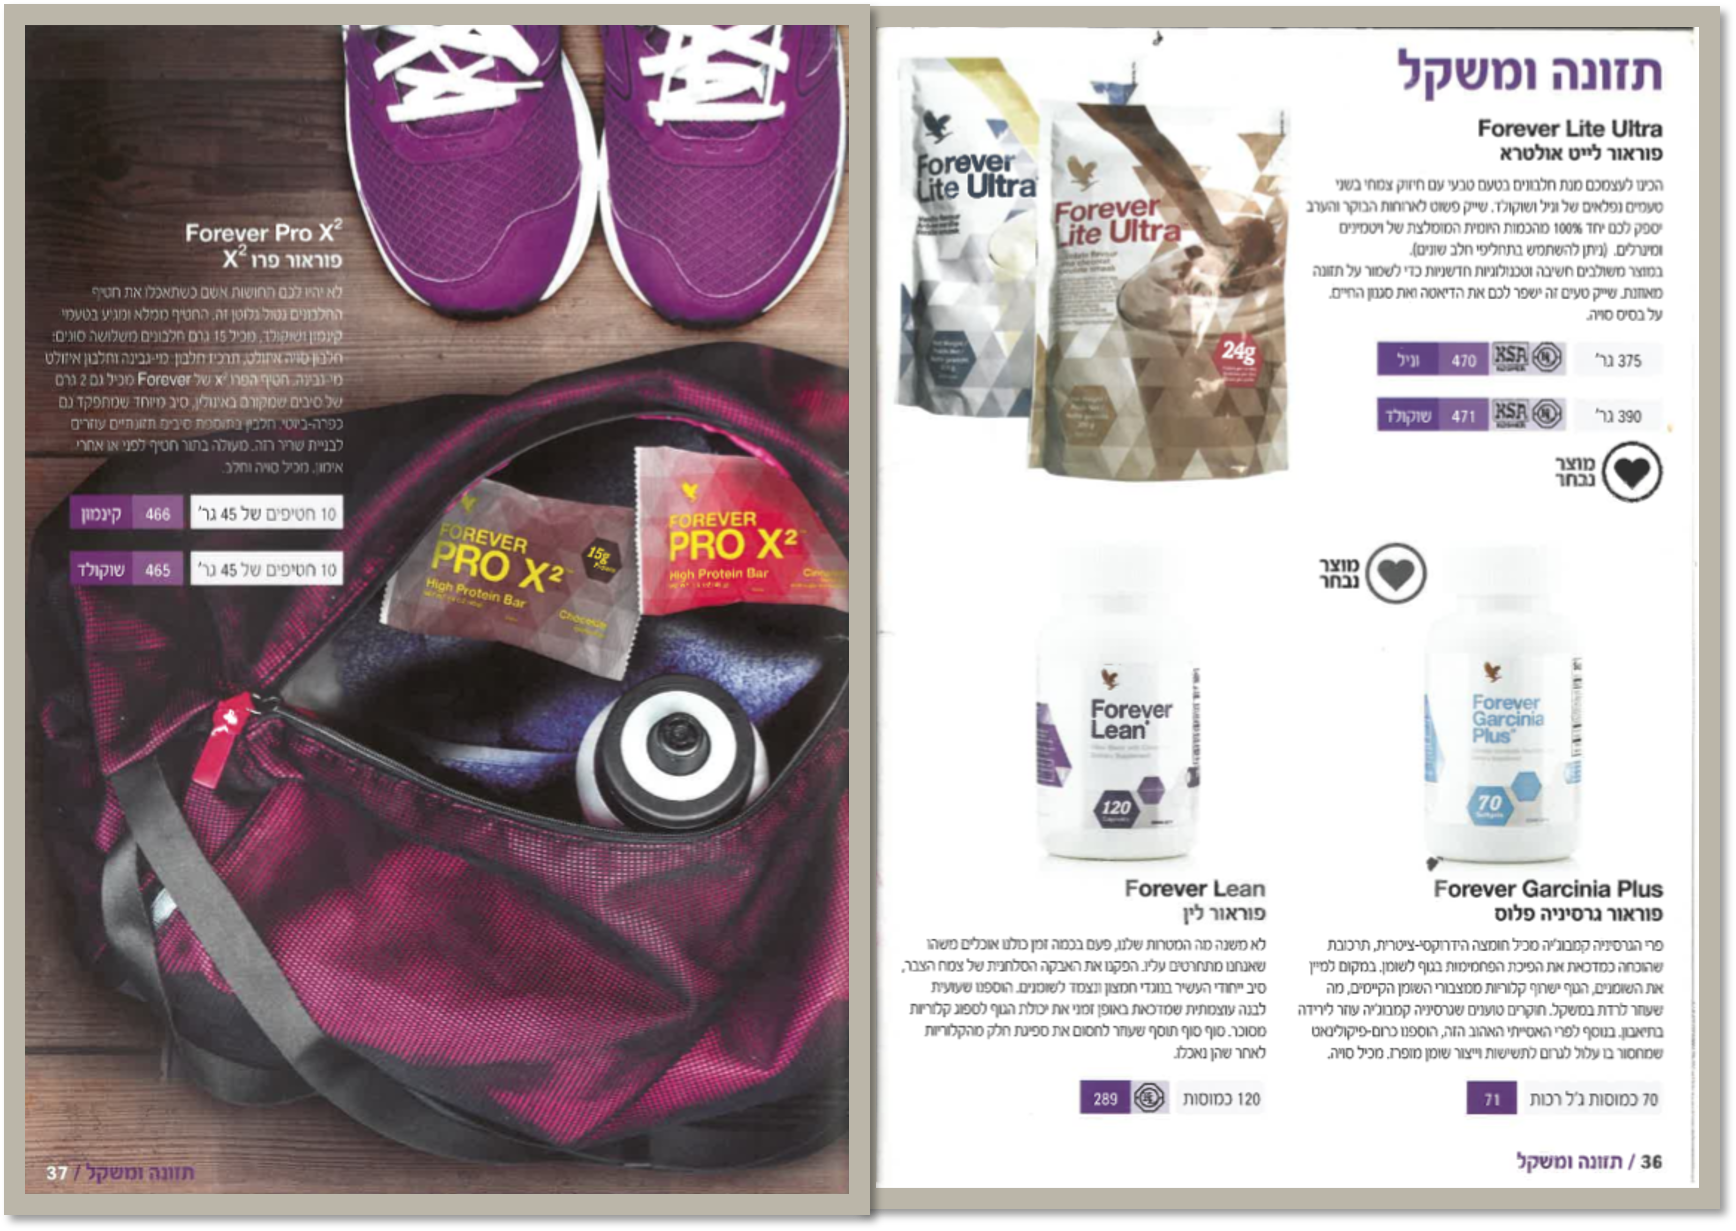 תזונה ומשקל
Forever Lite Ultra
פוראור לייט אולטרא
הכינו לעצמכם מנת חלבונים בטעם טבעי עם חיזוק צמחי בשני
טעמים נפלאים של וניל ושוקולד. שייק פשוט לארוחות הבוקר והערב
יספק לכם יחד 100% מהכמות היומית המומלצת של ויטמינים
ומינרלים. (ניתן להשתמש בתחליפי חלב שונים).
במוצר משולבים חשיבה וטכנולוגיות חדשניות כדי לשמור על תזונה
מאוזנת. שייק טעים זה ישפר לכם את הדיאטה ואת סגנון החיים.
על בסיס סויה.
375 גר' KSA 470 וניל
390 גר' KSA 471 שוקולד
מוצר
נבחר
Forever
Lite Ultra
Forever
Lite Ultra
24g
מוצר
נבחר
Forever
Garcinia
Plus
70
Softgels
Forever Garcinia Plus
פוראור גרסיניה פלוס
פרי הגרסיניה קמבוג'יה מכיל חומצה הידרוקסי-ציטרית, תרכובת
שהוכחה כמדכאת את הפיכת הפחמימות בגוף לשומן. במקום למיין
את השומנים, הגוף ישרוף קלוריות ממצבורי השומן הקיימים, מה
שעוזר לרדת במשקל. חוקרים טוענים שגרסיניה קמבוג'יה עוזר לירידה
בתיאבון. בנוסף לפרי האסייתי האהוב הזה, הוספנו כרום-פיקולינאט
שמחסור בו עלול לגרום לתשישות וייצור שומן מופרז. מכיל סויה.
70 כמוסות ג'ל רכות 71
Forever
Lean
120
Capsules
Forever Lean
פוראור לין
לא משנה מה המטרות שלנו, פעם בכמה זמן כולנו אוכלים משהו
שאנחנו מתחרטים עליו. הפקנו את האבקה הסלחנית של צמח הצבר,
סיב ייחודי העשיר בנוגדי חמצון ונצמד לשומנים. הוספנו שעועית
לבנה עוצמתית שמדכאת באופן זמני את יכולת הגוף לספוג קלוריות
מסוכר. סוף סוף תוסף שעוזר לחסום את ספיגת חלק מהקלוריות
לאחר שהן נאכלו.
120 כמוסות 289
36 / תזונה ומשקל
Forever Pro X²
פוראור פרו X²
לא יהיו לכם תחושות אשם כשתאכלו את חטיף
החלבונים נטול גלוטן זה. החטיף ממלא ומגיע בטעמי
קינמון ושוקולד, מכיל 15 גרם חלבונים משלושה סוגים:
חלבון סויה איזולט, תרכיז חלבון מי-גבינה וחלבון איזולט
מי-גבינה. חטיף הפרו X² של Forever מכיל גם 2 גרם
של סיבים שמקורם באינולין, סיב מיוחד שמתפקד גם
כפרה-ביוטי. חלבון בתוספת סיבים תזונתיים עוזרים
לבניית שריר רזה. מעולה בתור חטיף לפני או אחרי
אימון. מכיל סויה וחלב.
10 חטיפים של 45 גר' 466 קינמון
10 חטיפים של 45 גר' 465 שוקולד
FOREVER
PRO X²
High Protein Bar
15g
Chocolate
FOREVER
PRO X²
High Protein Bar
37 / תזונה ומשקל